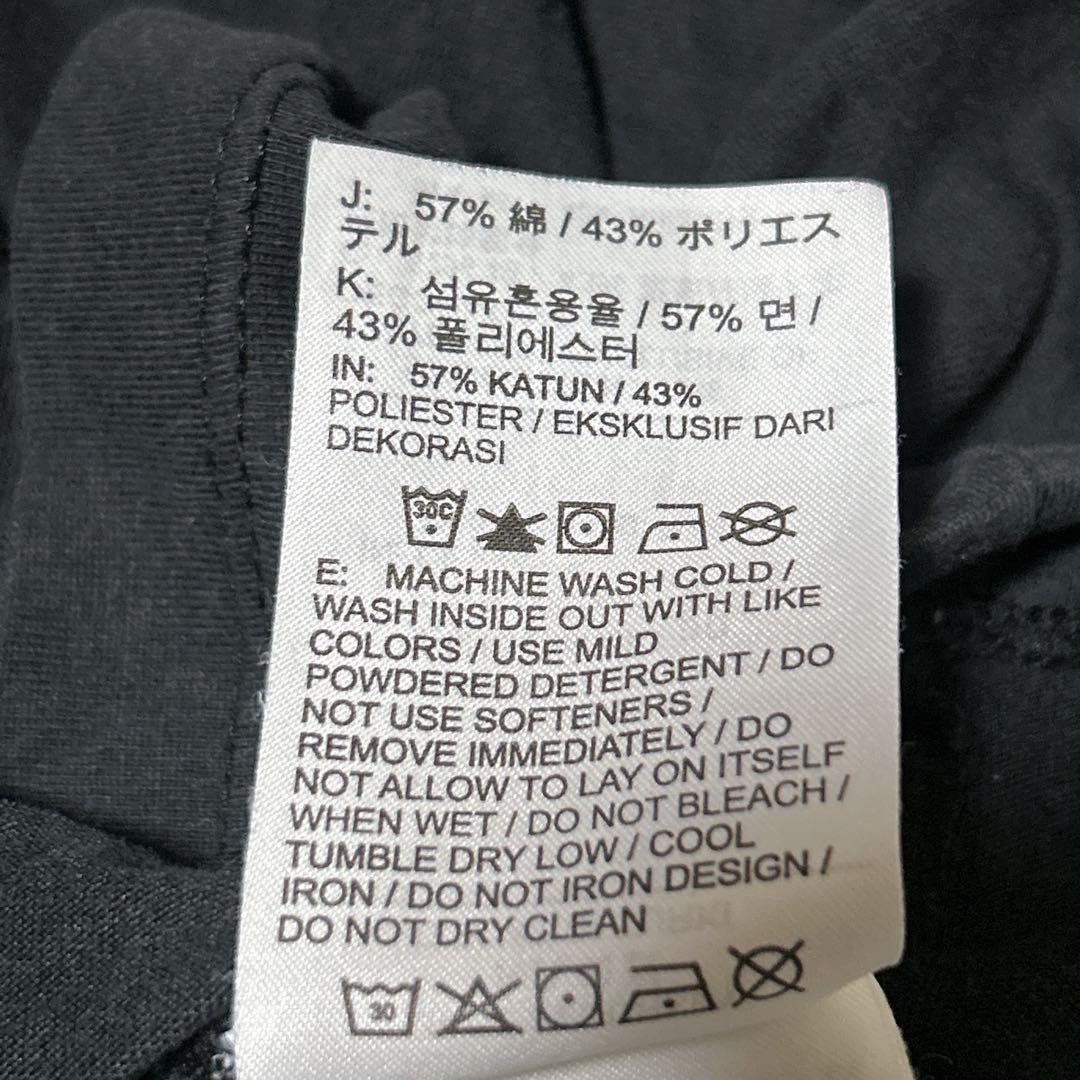 J: 57% 綿 / 43% ポリエス
テル
K: 섬유혼용율 / 57% 면 /
43% 폴리에스터
IN: 57% KATUN / 43%
POLIESTER / EKSKLUSIF DARI
DEKORASI
30C
E: MACHINE WASH COLD /
WASH INSIDE OUT WITH LIKE
COLORS / USE MILD
POWDERED DETERGENT / DO
NOT USE SOFTENERS /
REMOVE IMMEDIATELY / DO
NOT ALLOW TO LAY ON ITSELF
WHEN WET / DO NOT BLEACH /
TUMBLE DRY LOW / COOL
IRON / DO NOT IRON DESIGN /
DO NOT DRY CLEAN
30